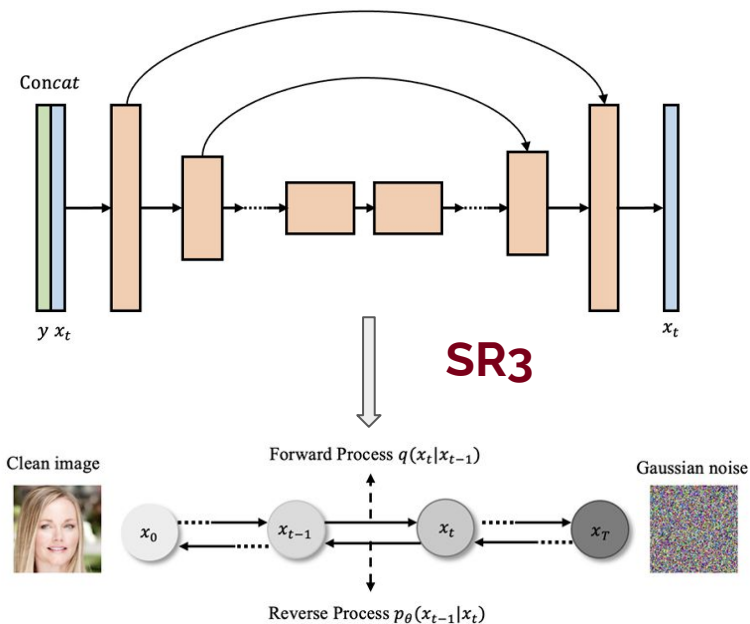 Concat
y x_t
x_t
SR3
Forward Process q(x_t|x_{t-1})
Clean image
Gaussian noise
x_0
x_{t-1}
x_t
x_T
Reverse Process p_θ(x_{t-1}|x_t)